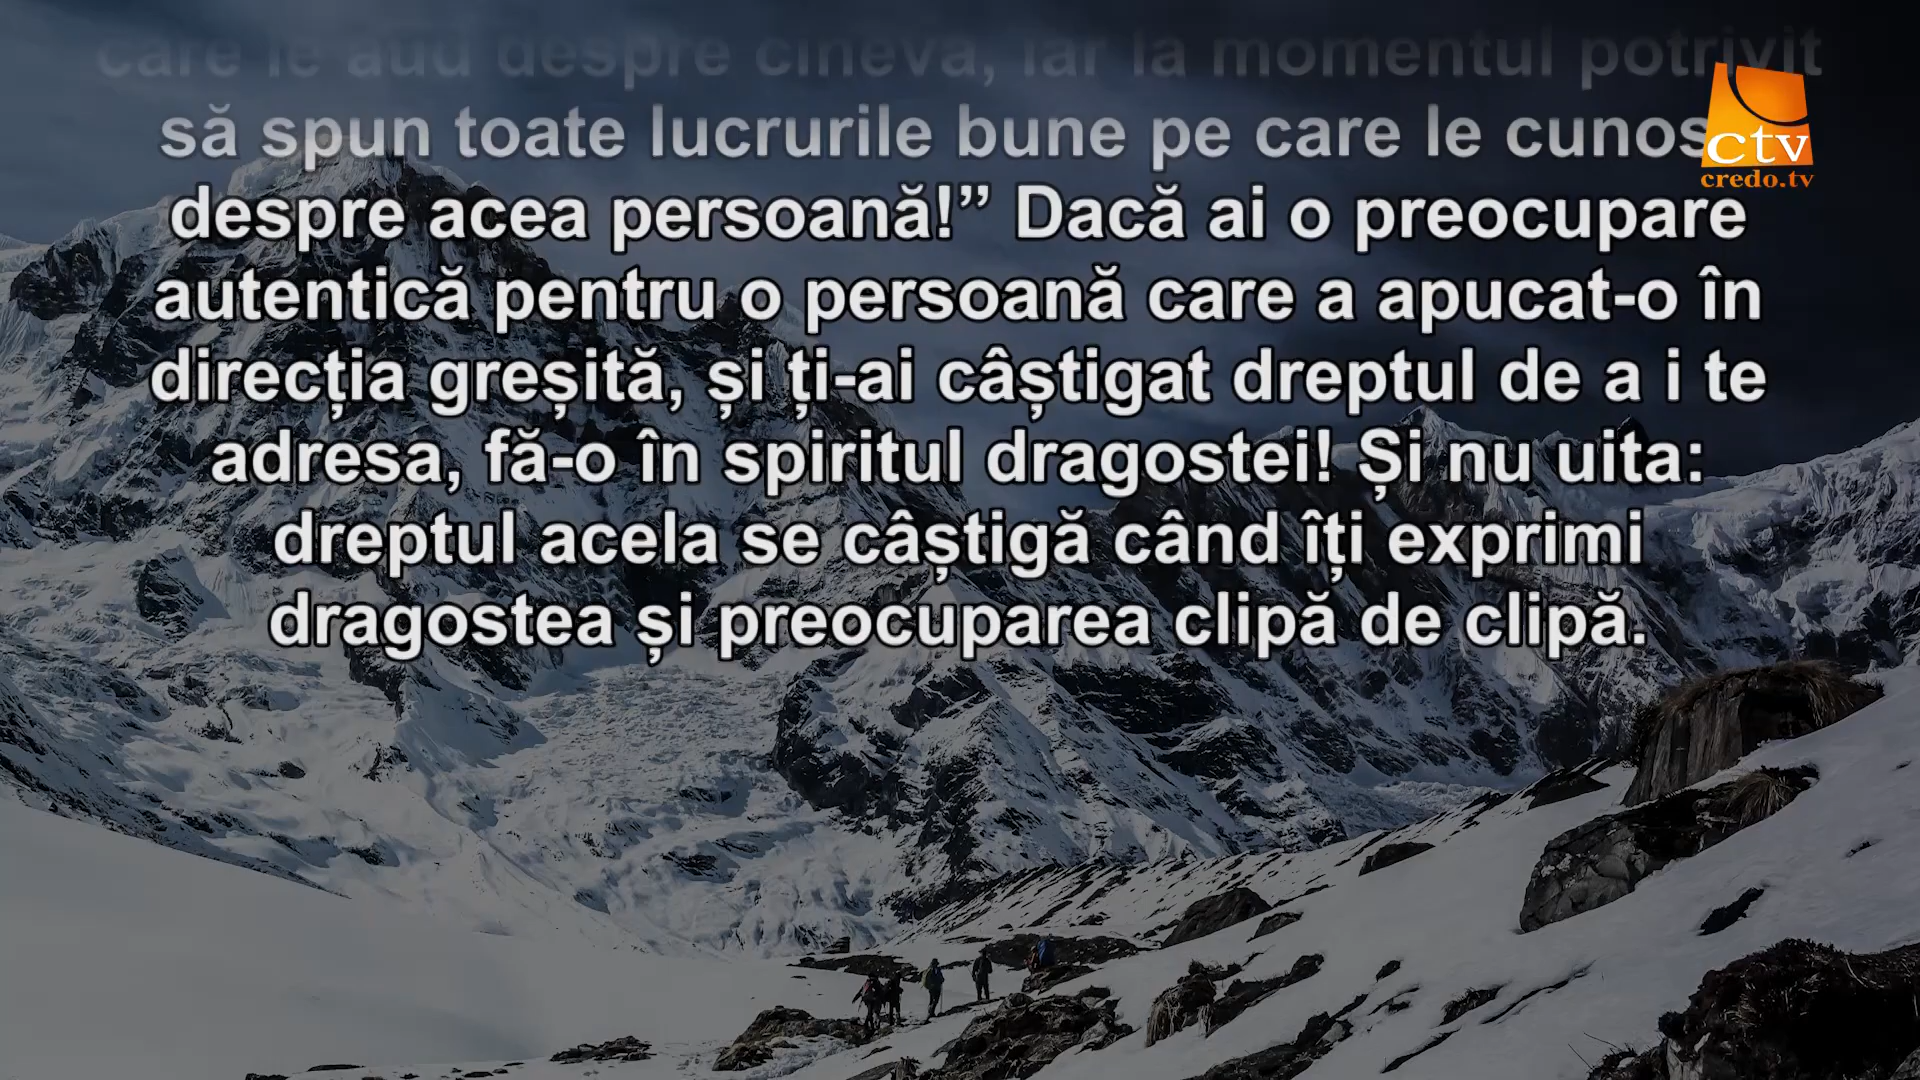 care le aud despre cineva, iar la momentul potrivit
să spun toate lucrurile bune pe care le cunosc
despre acea persoană!” Dacă ai o preocupare
autentică pentru o persoană care a apucat-o în
direcția greșită, și ți-ai câștigat dreptul de a i te
adresa, fă-o în spiritul dragostei! Și nu uita:
dreptul acela se câștigă când îți exprimi
dragostea și preocuparea clipă de clipă.
ctv
credo.tv